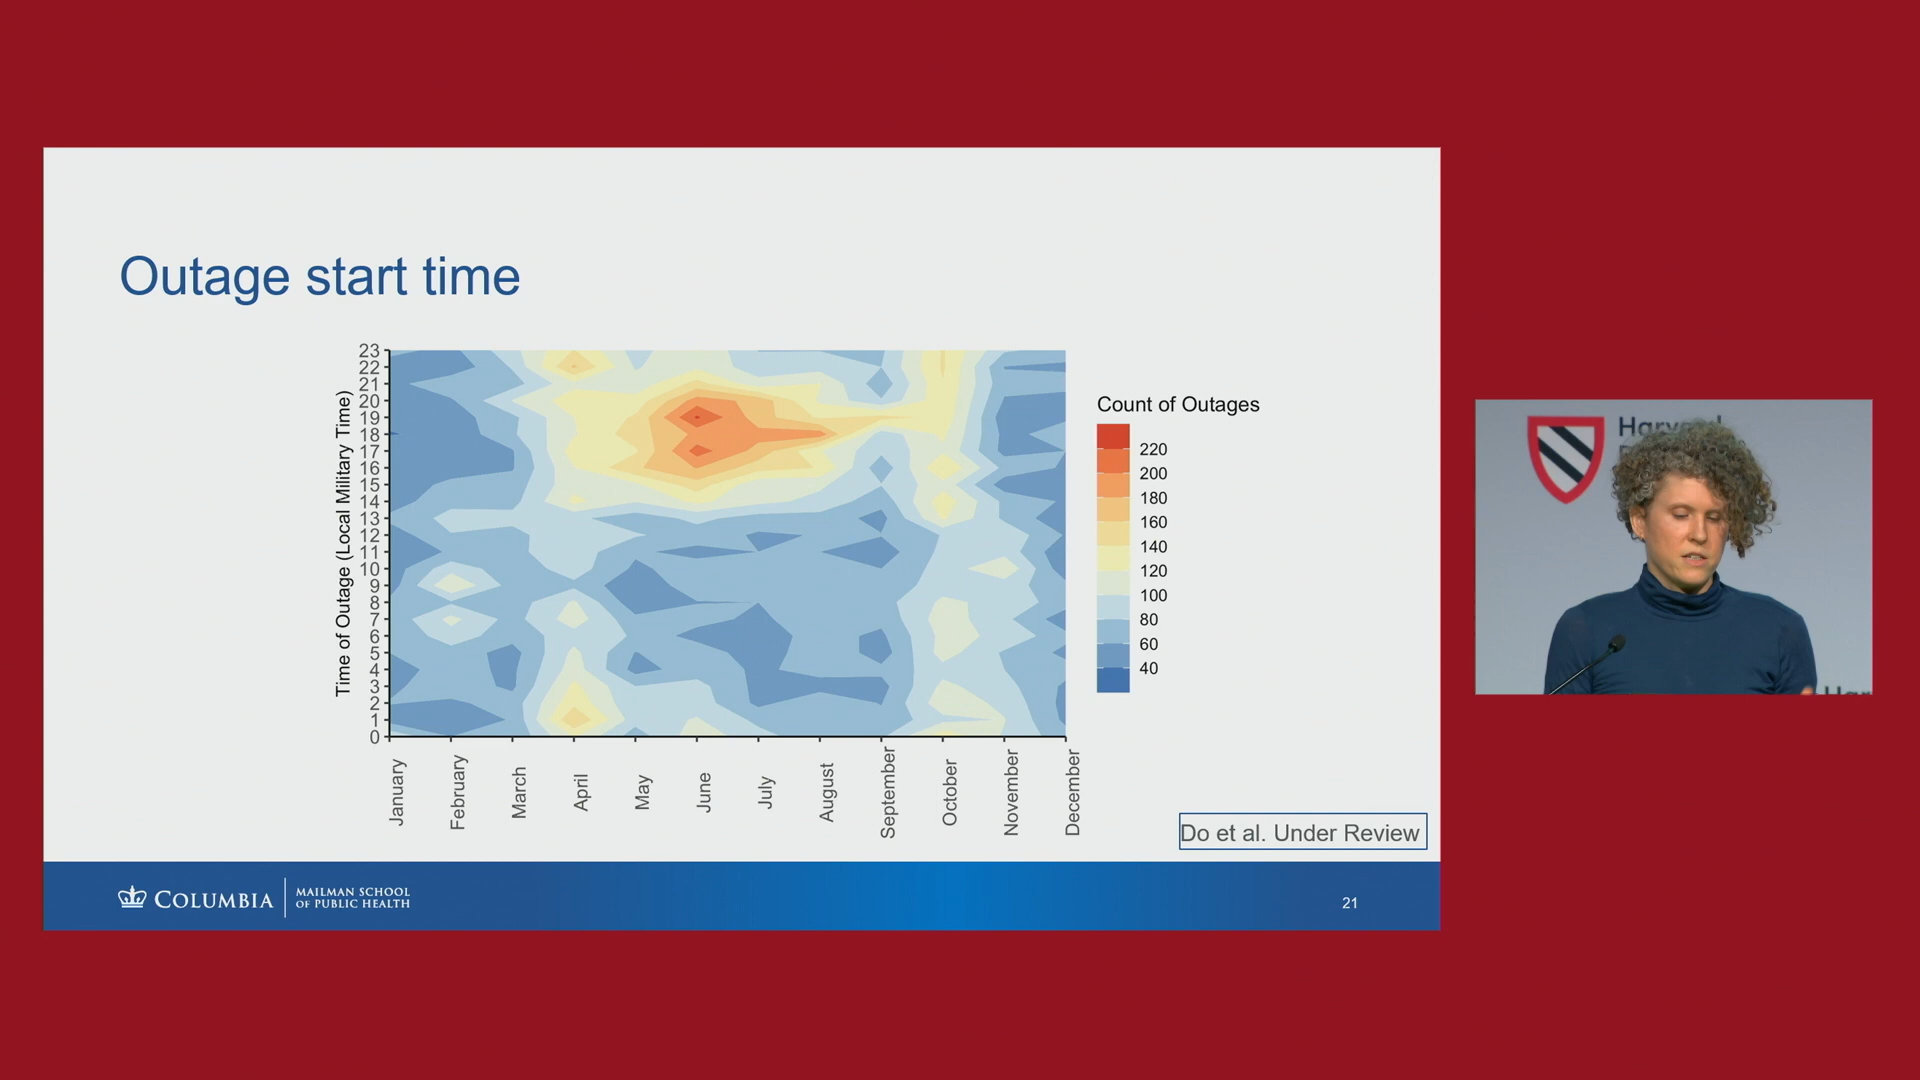 Outage start time
Time of Outage (Local Military Time)
23
22
21
20
19
18
17
16
15
14
13
12
11
10
9
8
7
6
5
4
3
2
1
0
January
February
March
April
May
June
July
August
September
October
November
December
Count of Outages
220
200
180
160
140
120
100
80
60
40
Do et al. Under Review
COLUMBIA
MAILMAN SCHOOL
OF PUBLIC HEALTH
21